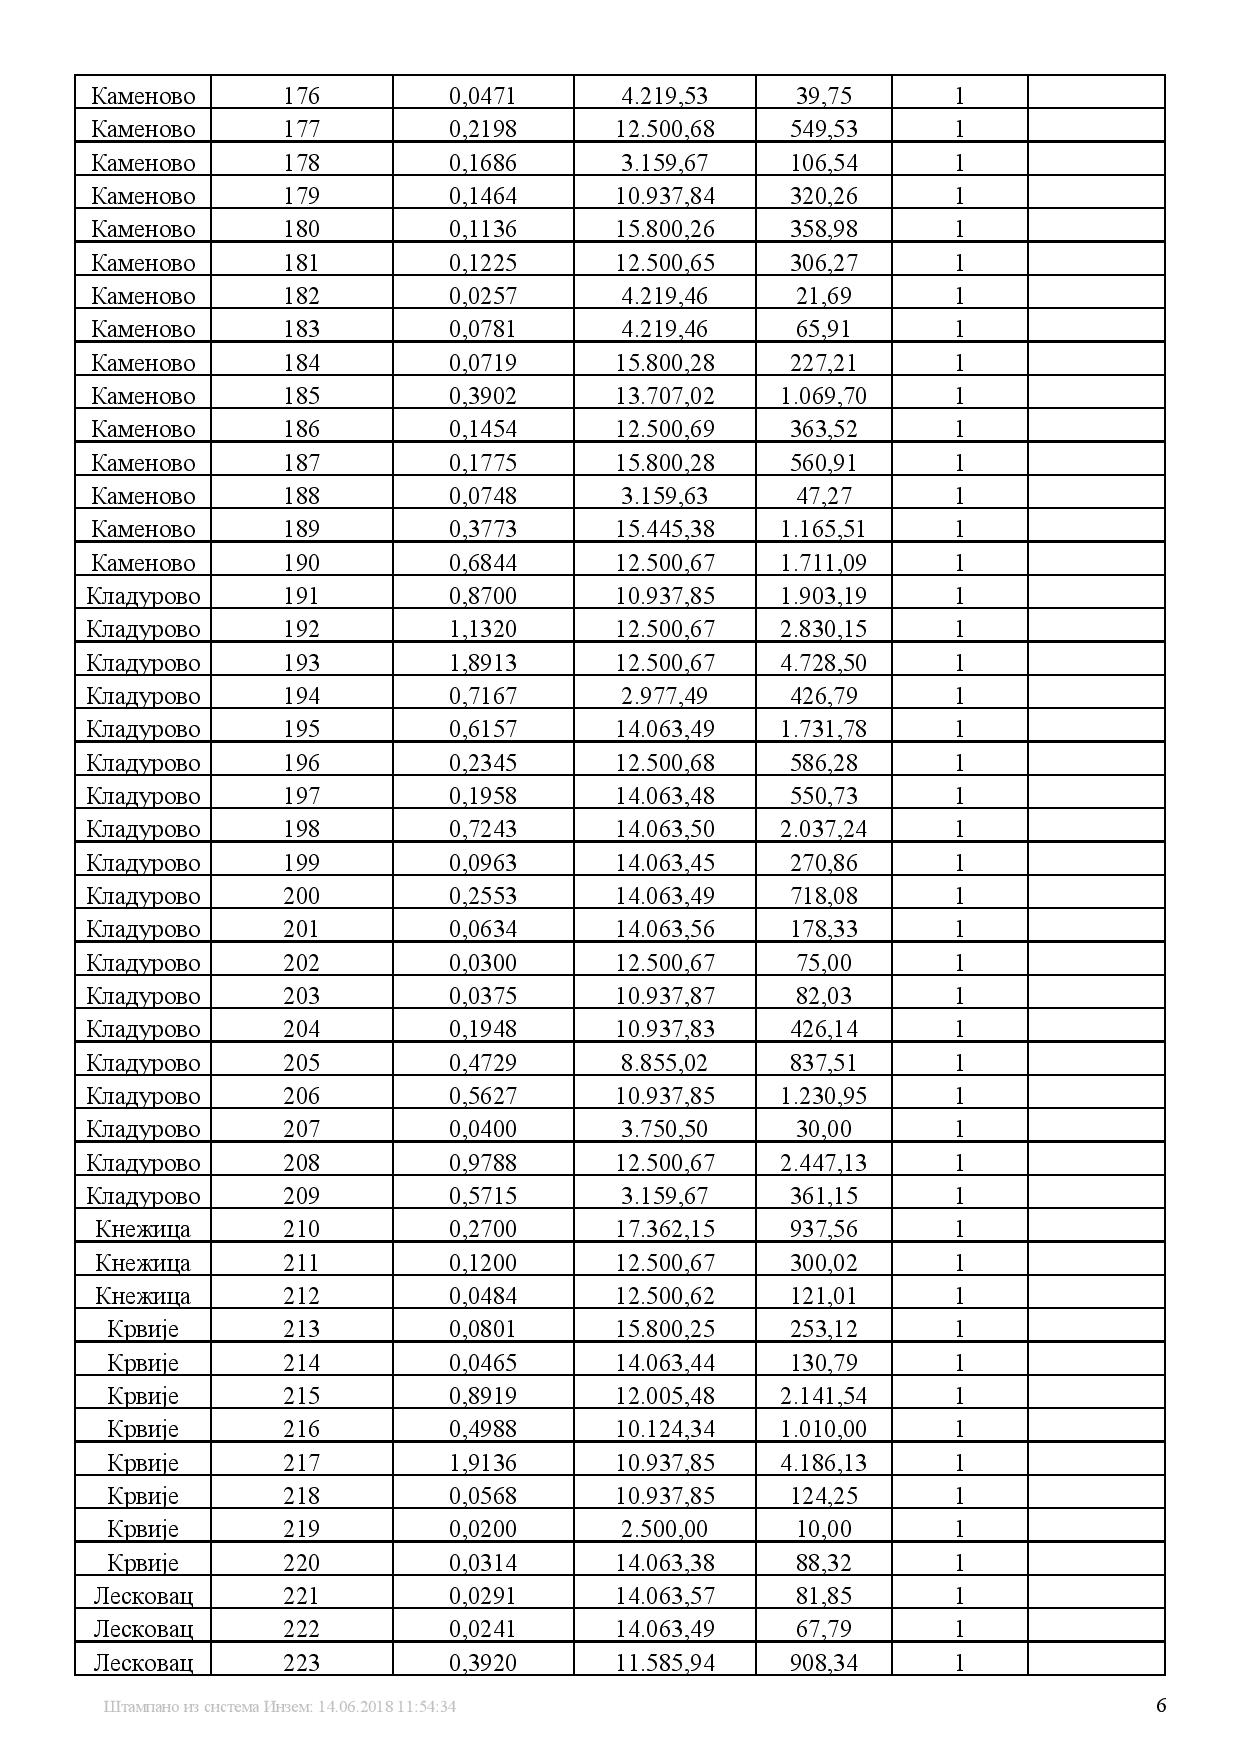 Каменово 176 0,0471 4.219,53 39,75 1
Каменово 177 0,2198 12.500,68 549,53 1
Каменово 178 0,1686 3.159,67 106,54 1
Каменово 179 0,1464 10.937,84 320,26 1
Каменово 180 0,1136 15.800,26 358,98 1
Каменово 181 0,1225 12.500,65 306,27 1
Каменово 182 0,0257 4.219,46 21,69 1
Каменово 183 0,0781 4.219,46 65,91 1
Каменово 184 0,0719 15.800,28 227,21 1
Каменово 185 0,3902 13.707,02 1.069,70 1
Каменово 186 0,1454 12.500,69 363,52 1
Каменово 187 0,1775 15.800,28 560,91 1
Каменово 188 0,0748 3.159,63 47,27 1
Каменово 189 0,3773 15.445,38 1.165,51 1
Каменово 190 0,6844 12.500,67 1.711,09 1
Кладурово 191 0,8700 10.937,85 1.903,19 1
Кладурово 192 1,1320 12.500,67 2.830,15 1
Кладурово 193 1,8913 12.500,67 4.728,50 1
Кладурово 194 0,7167 2.977,49 426,79 1
Кладурово 195 0,6157 14.063,49 1.731,78 1
Кладурово 196 0,2345 12.500,68 586,28 1
Кладурово 197 0,1958 14.063,48 550,73 1
Кладурово 198 0,7243 14.063,50 2.037,24 1
Кладурово 199 0,0963 14.063,45 270,86 1
Кладурово 200 0,2553 14.063,49 718,08 1
Кладурово 201 0,0634 14.063,56 178,33 1
Кладурово 202 0,0300 12.500,67 75,00 1
Кладурово 203 0,0375 10.937,87 82,03 1
Кладурово 204 0,1948 10.937,83 426,14 1
Кладурово 205 0,4729 8.855,02 837,51 1
Кладурово 206 0,5627 10.937,85 1.230,95 1
Кладурово 207 0,0400 3.750,50 30,00 1
Кладурово 208 0,9788 12.500,67 2.447,13 1
Кладурово 209 0,5715 3.159,67 361,15 1
Кнежица 210 0,2700 17.362,15 937,56 1
Кнежица 211 0,1200 12.500,67 300,02 1
Кнежица 212 0,0484 12.500,62 121,01 1
Крвије 213 0,0801 15.800,25 253,12 1
Крвије 214 0,0465 14.063,44 130,79 1
Крвије 215 0,8919 12.005,48 2.141,54 1
Крвије 216 0,4988 10.124,34 1.010,00 1
Крвије 217 1,9136 10.937,85 4.186,13 1
Крвије 218 0,0568 10.937,85 124,25 1
Крвије 219 0,0200 2.500,00 10,00 1
Крвије 220 0,0314 14.063,38 88,32 1
Лесковац 221 0,0291 14.063,57 81,85 1
Лесковац 222 0,0241 14.063,49 67,79 1
Лесковац 223 0,3920 11.585,94 908,34 1
Штампано из система Инзем: 14.06.2018 11:54:34 6